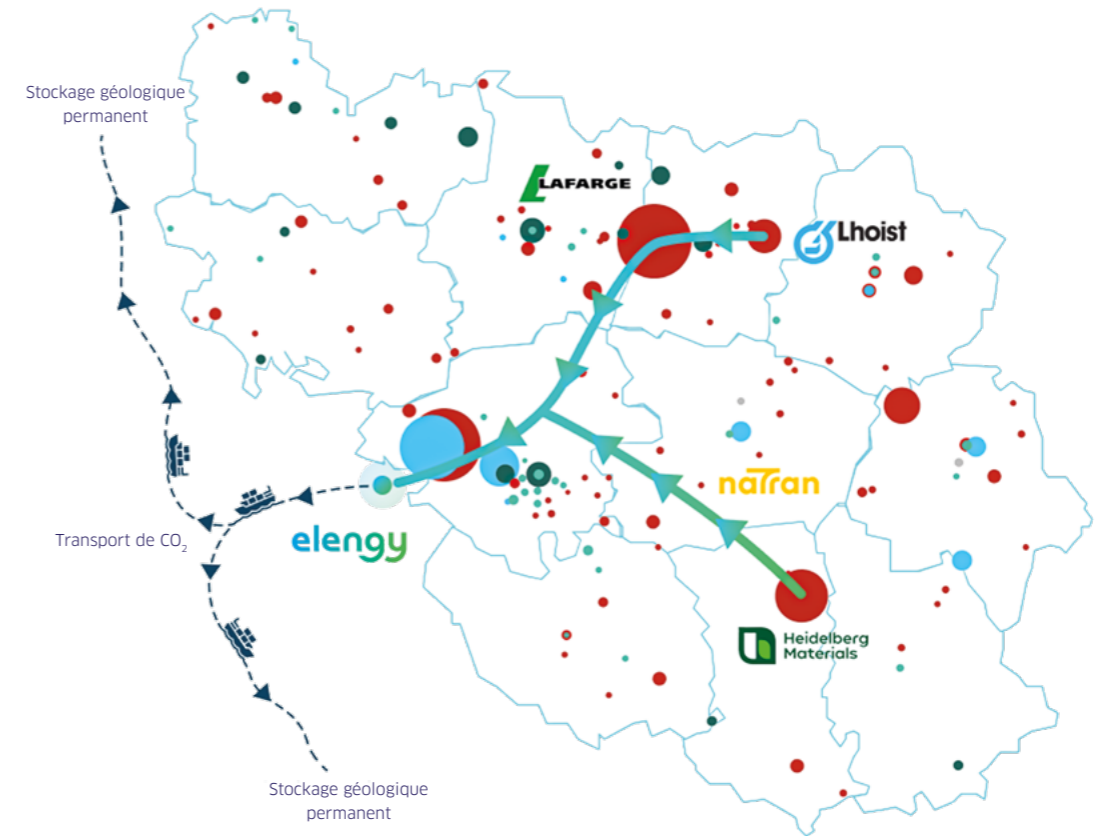 Stockage géologique
permanent
LAFARGE
Lhoist
naTran
Transport de CO₂
elengy
Heidelberg
Materials
Stockage géologique
permanent